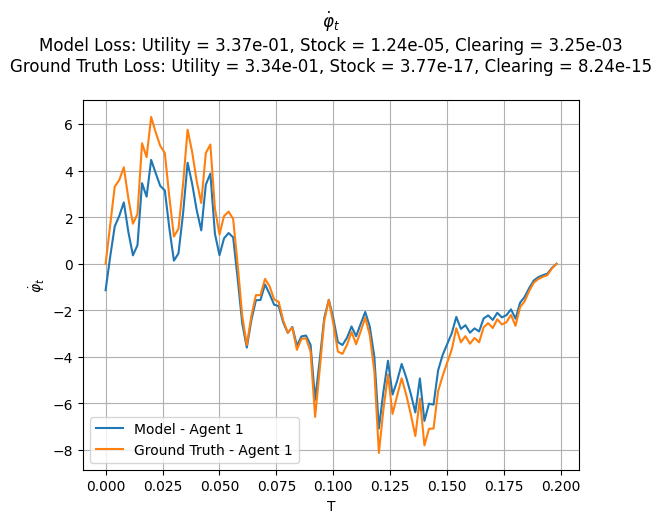 φ̇ₜ
Model Loss: Utility = 3.37e-01, Stock = 1.24e-05, Clearing = 3.25e-03
Ground Truth Loss: Utility = 3.34e-01, Stock = 3.77e-17, Clearing = 8.24e-15
6
4
2
0
−2
−4
−6
−8
φ̇ₜ
Model - Agent 1
Ground Truth - Agent 1
0.000 0.025 0.050 0.075 0.100 0.125 0.150 0.175 0.200
T